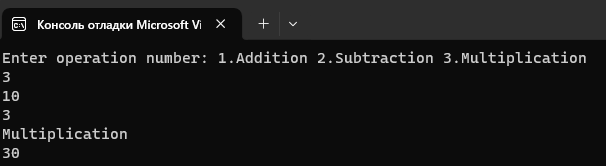 Консоль отладки Microsoft Vi
Enter operation number: 1.Addition 2.Subtraction 3.Multiplication
3
10
3
Multiplication
30